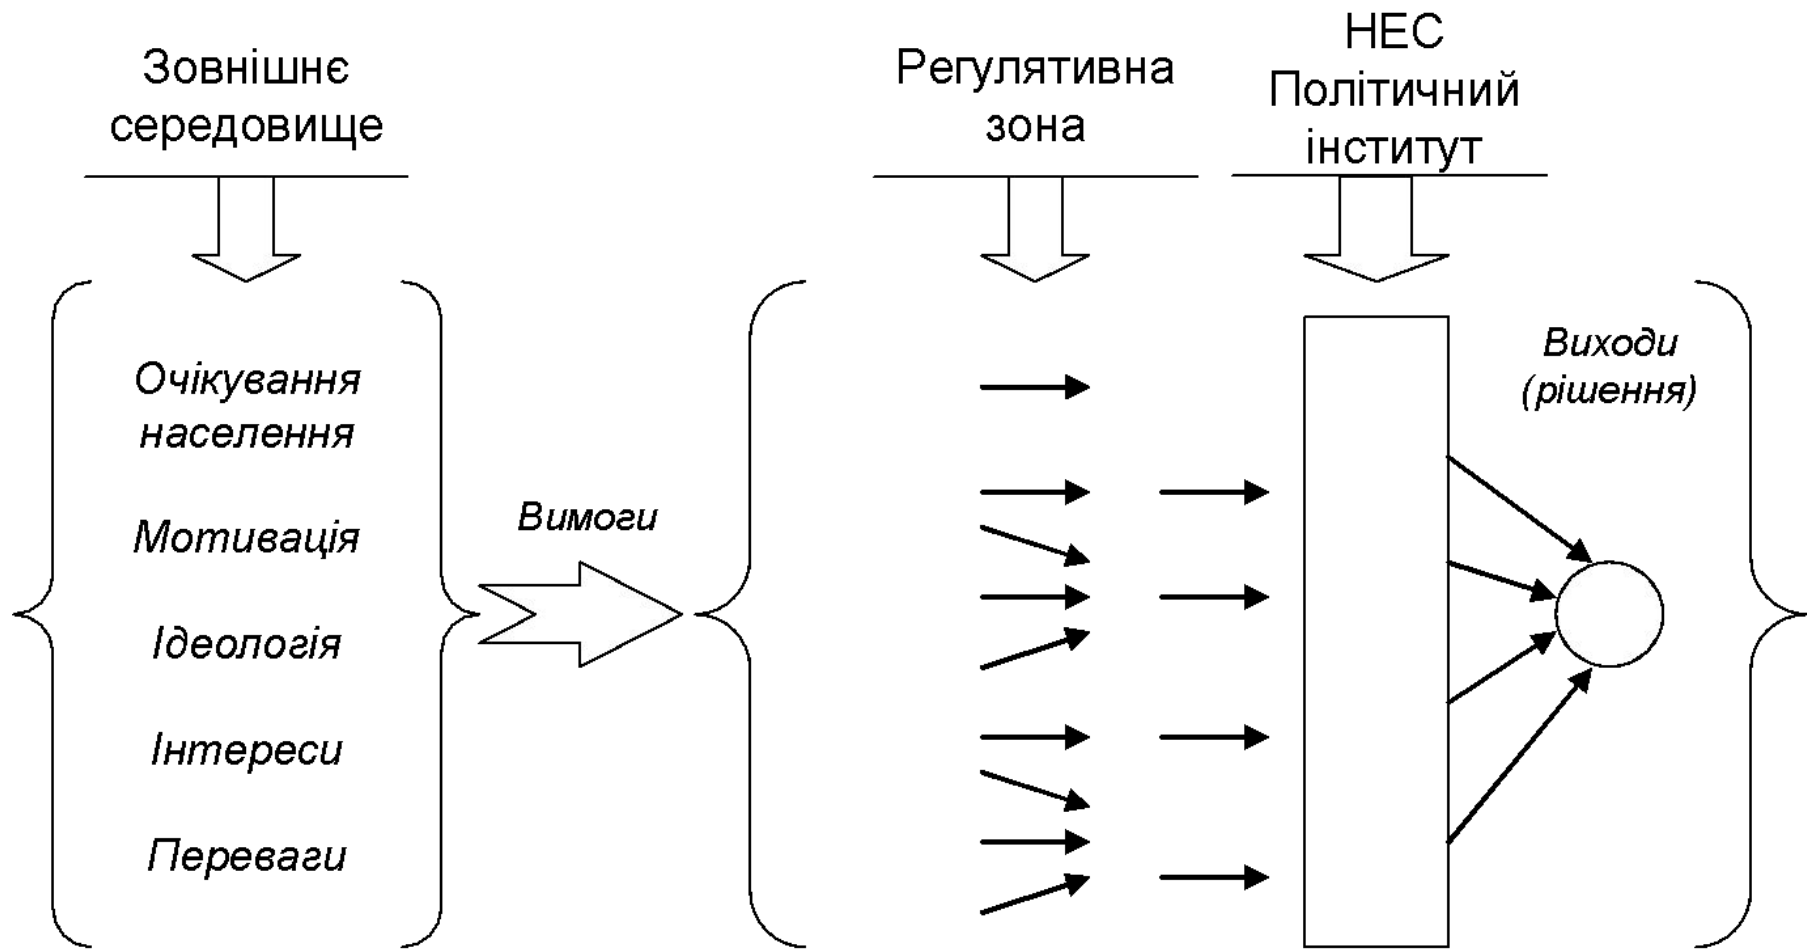 Зовнішнє
середовище
Регулятивна
зона
НЕС
Політичний
інститут
Очікування
населення
Мотивація
Ідеологія
Інтереси
Переваги
Вимоги
Виходи
(рішення)